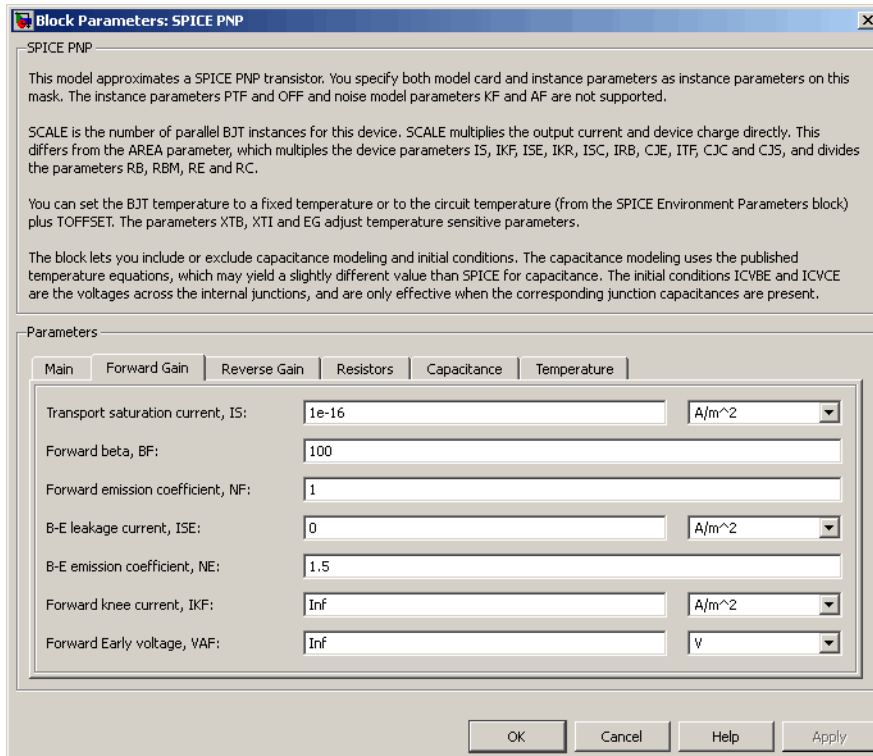 Block Parameters: SPICE PNP
SPICE PNP
This model approximates a SPICE PNP transistor. You specify both model card and instance parameters as instance parameters on this
mask. The instance parameters PTF and OFF and noise model parameters KF and AF are not supported.
SCALE is the number of parallel BJT instances for this device. SCALE multiplies the output current and device charge directly. This
differs from the AREA parameter, which multiples the device parameters IS, IKF, ISE, IKR, ISC, IRB, CJE, ITF, CJC and CJS, and divides
the parameters RB, RBM, RE and RC.
You can set the BJT temperature to a fixed temperature or to the circuit temperature (from the SPICE Environment Parameters block)
plus TOFFSET. The parameters XTB, XTI and EG adjust temperature sensitive parameters.
The block lets you include or exclude capacitance modeling and initial conditions. The capacitance modeling uses the published
temperature equations, which may yield a slightly different value than SPICE for capacitance. The initial conditions ICVBE and ICVCE
are the voltages across the internal junctions, and are only effective when the corresponding junction capacitances are present.
Parameters
Main Forward Gain Reverse Gain Resistors Capacitance Temperature
Transport saturation current, IS: 1e-16 A/m^2
Forward beta, BF: 100
Forward emission coefficient, NF: 1
B-E leakage current, ISE: 0 A/m^2
B-E emission coefficient, NE: 1.5
Forward knee current, IKF: Inf A/m^2
Forward Early voltage, VAF: Inf V
OK Cancel Help Apply